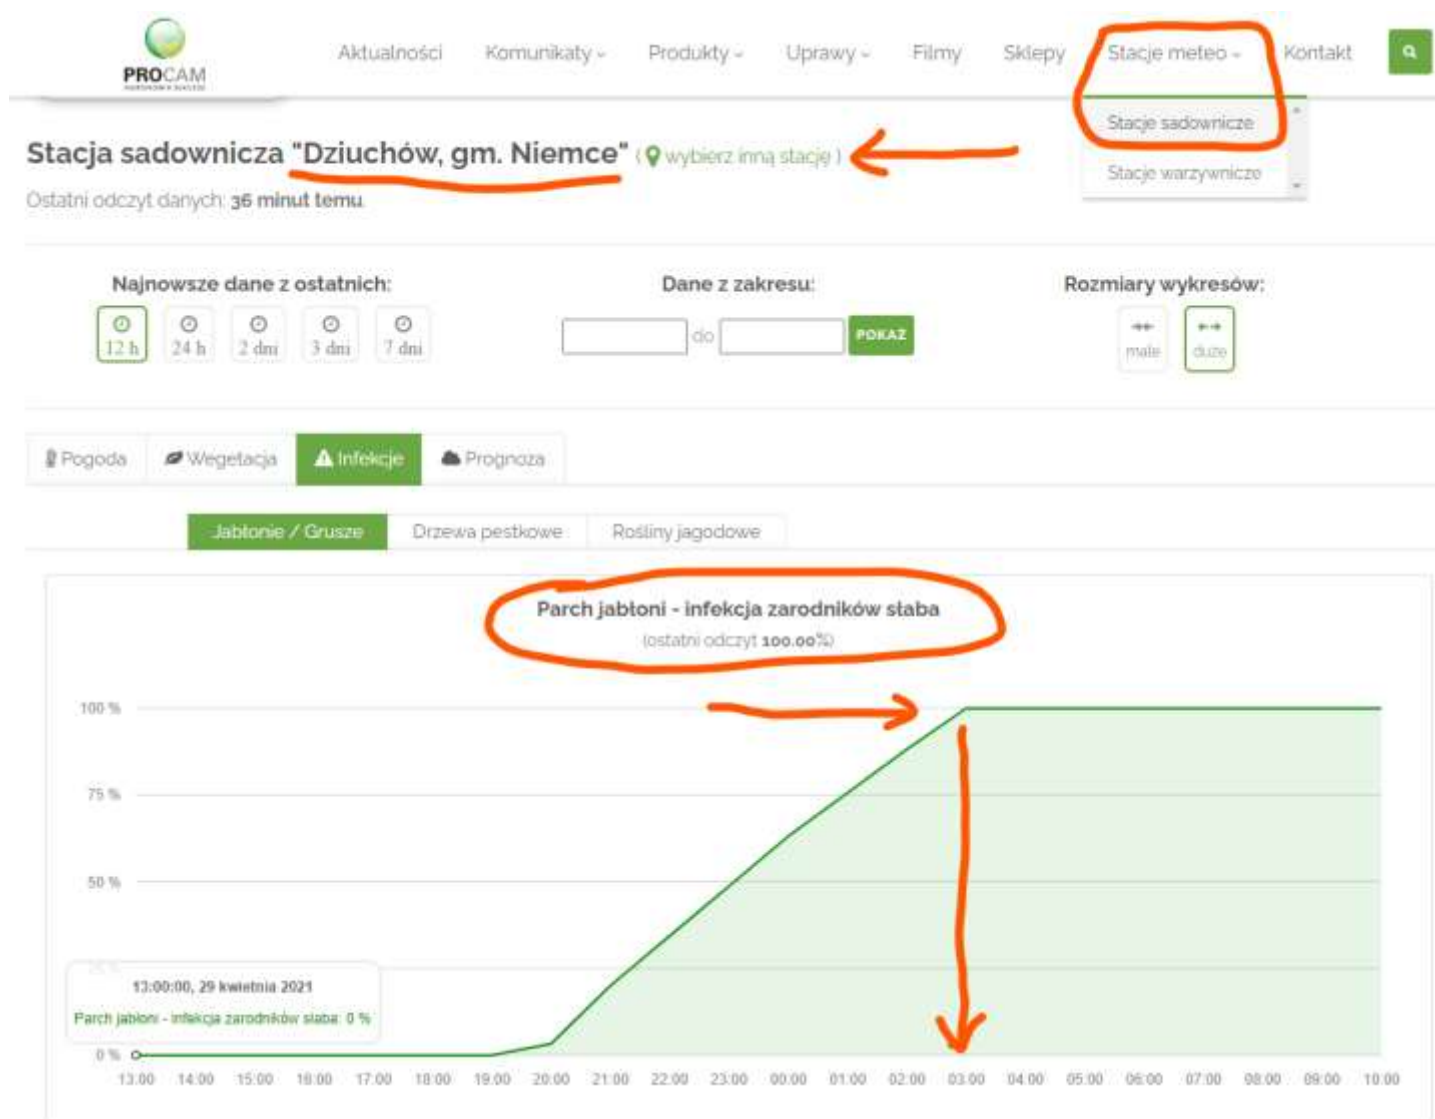 PROCAM
Aktualności Komunikaty Produkty Uprawy Filmy Sklepy Stacje meteo Kontakt
Stacje sadownicze
Stacje warzywnicze
Stacja sadownicza "Dziuchów, gm. Niemce" ( wybierz inną stację )
Ostatni odczyt danych: 36 minut temu.
Najnowsze dane z ostatnich: Dane z zakresu: Rozmiary wykresów:
12 h 24 h 2 dni 3 dni 7 dni do POKAŻ małe duże
Pogoda Wegetacja Infekcje Prognoza
Jabłonie / Grusze Drzewa pestkowe Rośliny jagodowe
Parch jabłoni - infekcja zarodników słaba
(ostatni odczyt 100.00%)
100 %
75 %
50 %
13:00:00, 29 kwietnia 2021
Parch jabłoni - infekcja zarodników słaba: 0 %
0 %
13:00 14:00 15:00 16:00 17:00 18:00 19:00 20:00 21:00 22:00 23:00 00:00 01:00 02:00 03:00 04:00 05:00 06:00 07:00 08:00 09:00 10:00